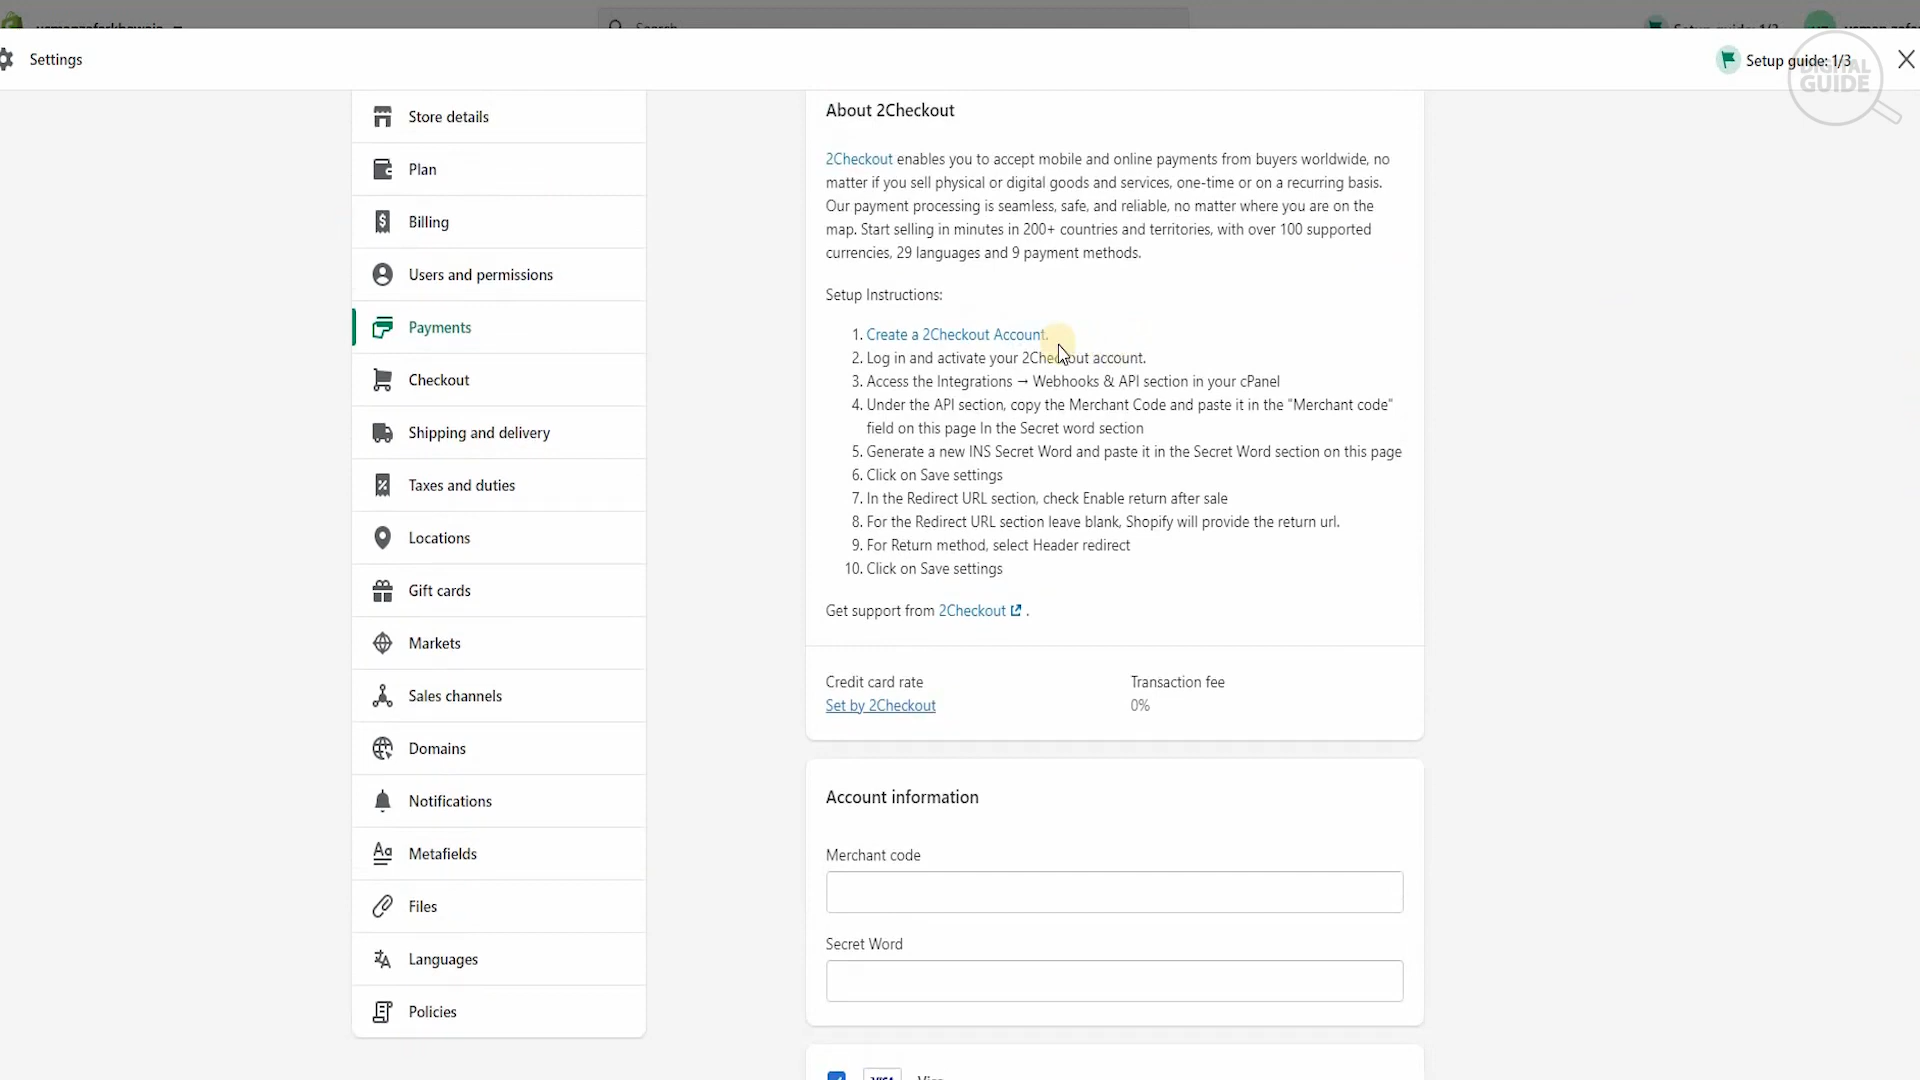 Search
Settings
Setup guide: 1/3
DIGITAL
GUIDE
Store details
Plan
Billing
Users and permissions
Payments
Checkout
Shipping and delivery
Taxes and duties
Locations
Gift cards
Markets
Sales channels
Domains
Notifications
Metafields
Files
Languages
Policies
About 2Checkout
2Checkout enables you to accept mobile and online payments from buyers worldwide, no
matter if you sell physical or digital goods and services, one-time or on a recurring basis.
Our payment processing is seamless, safe, and reliable, no matter where you are on the
map. Start selling in minutes in 200+ countries and territories, with over 100 supported
currencies, 29 languages and 9 payment methods.
Setup Instructions:
1. Create a 2Checkout Account.
2. Log in and activate your 2Checkout account.
3. Access the Integrations → Webhooks & API section in your cPanel
4. Under the API section, copy the Merchant Code and paste it in the "Merchant code"
field on this page In the Secret word section
5. Generate a new INS Secret Word and paste it in the Secret Word section on this page
6. Click on Save settings
7. In the Redirect URL section, check Enable return after sale
8. For the Redirect URL section leave blank, Shopify will provide the return url.
9. For Return method, select Header redirect
10. Click on Save settings
Get support from 2Checkout .
Credit card rate
Set by 2Checkout
Transaction fee
0%
Account information
Merchant code
Secret Word
VISA Visa